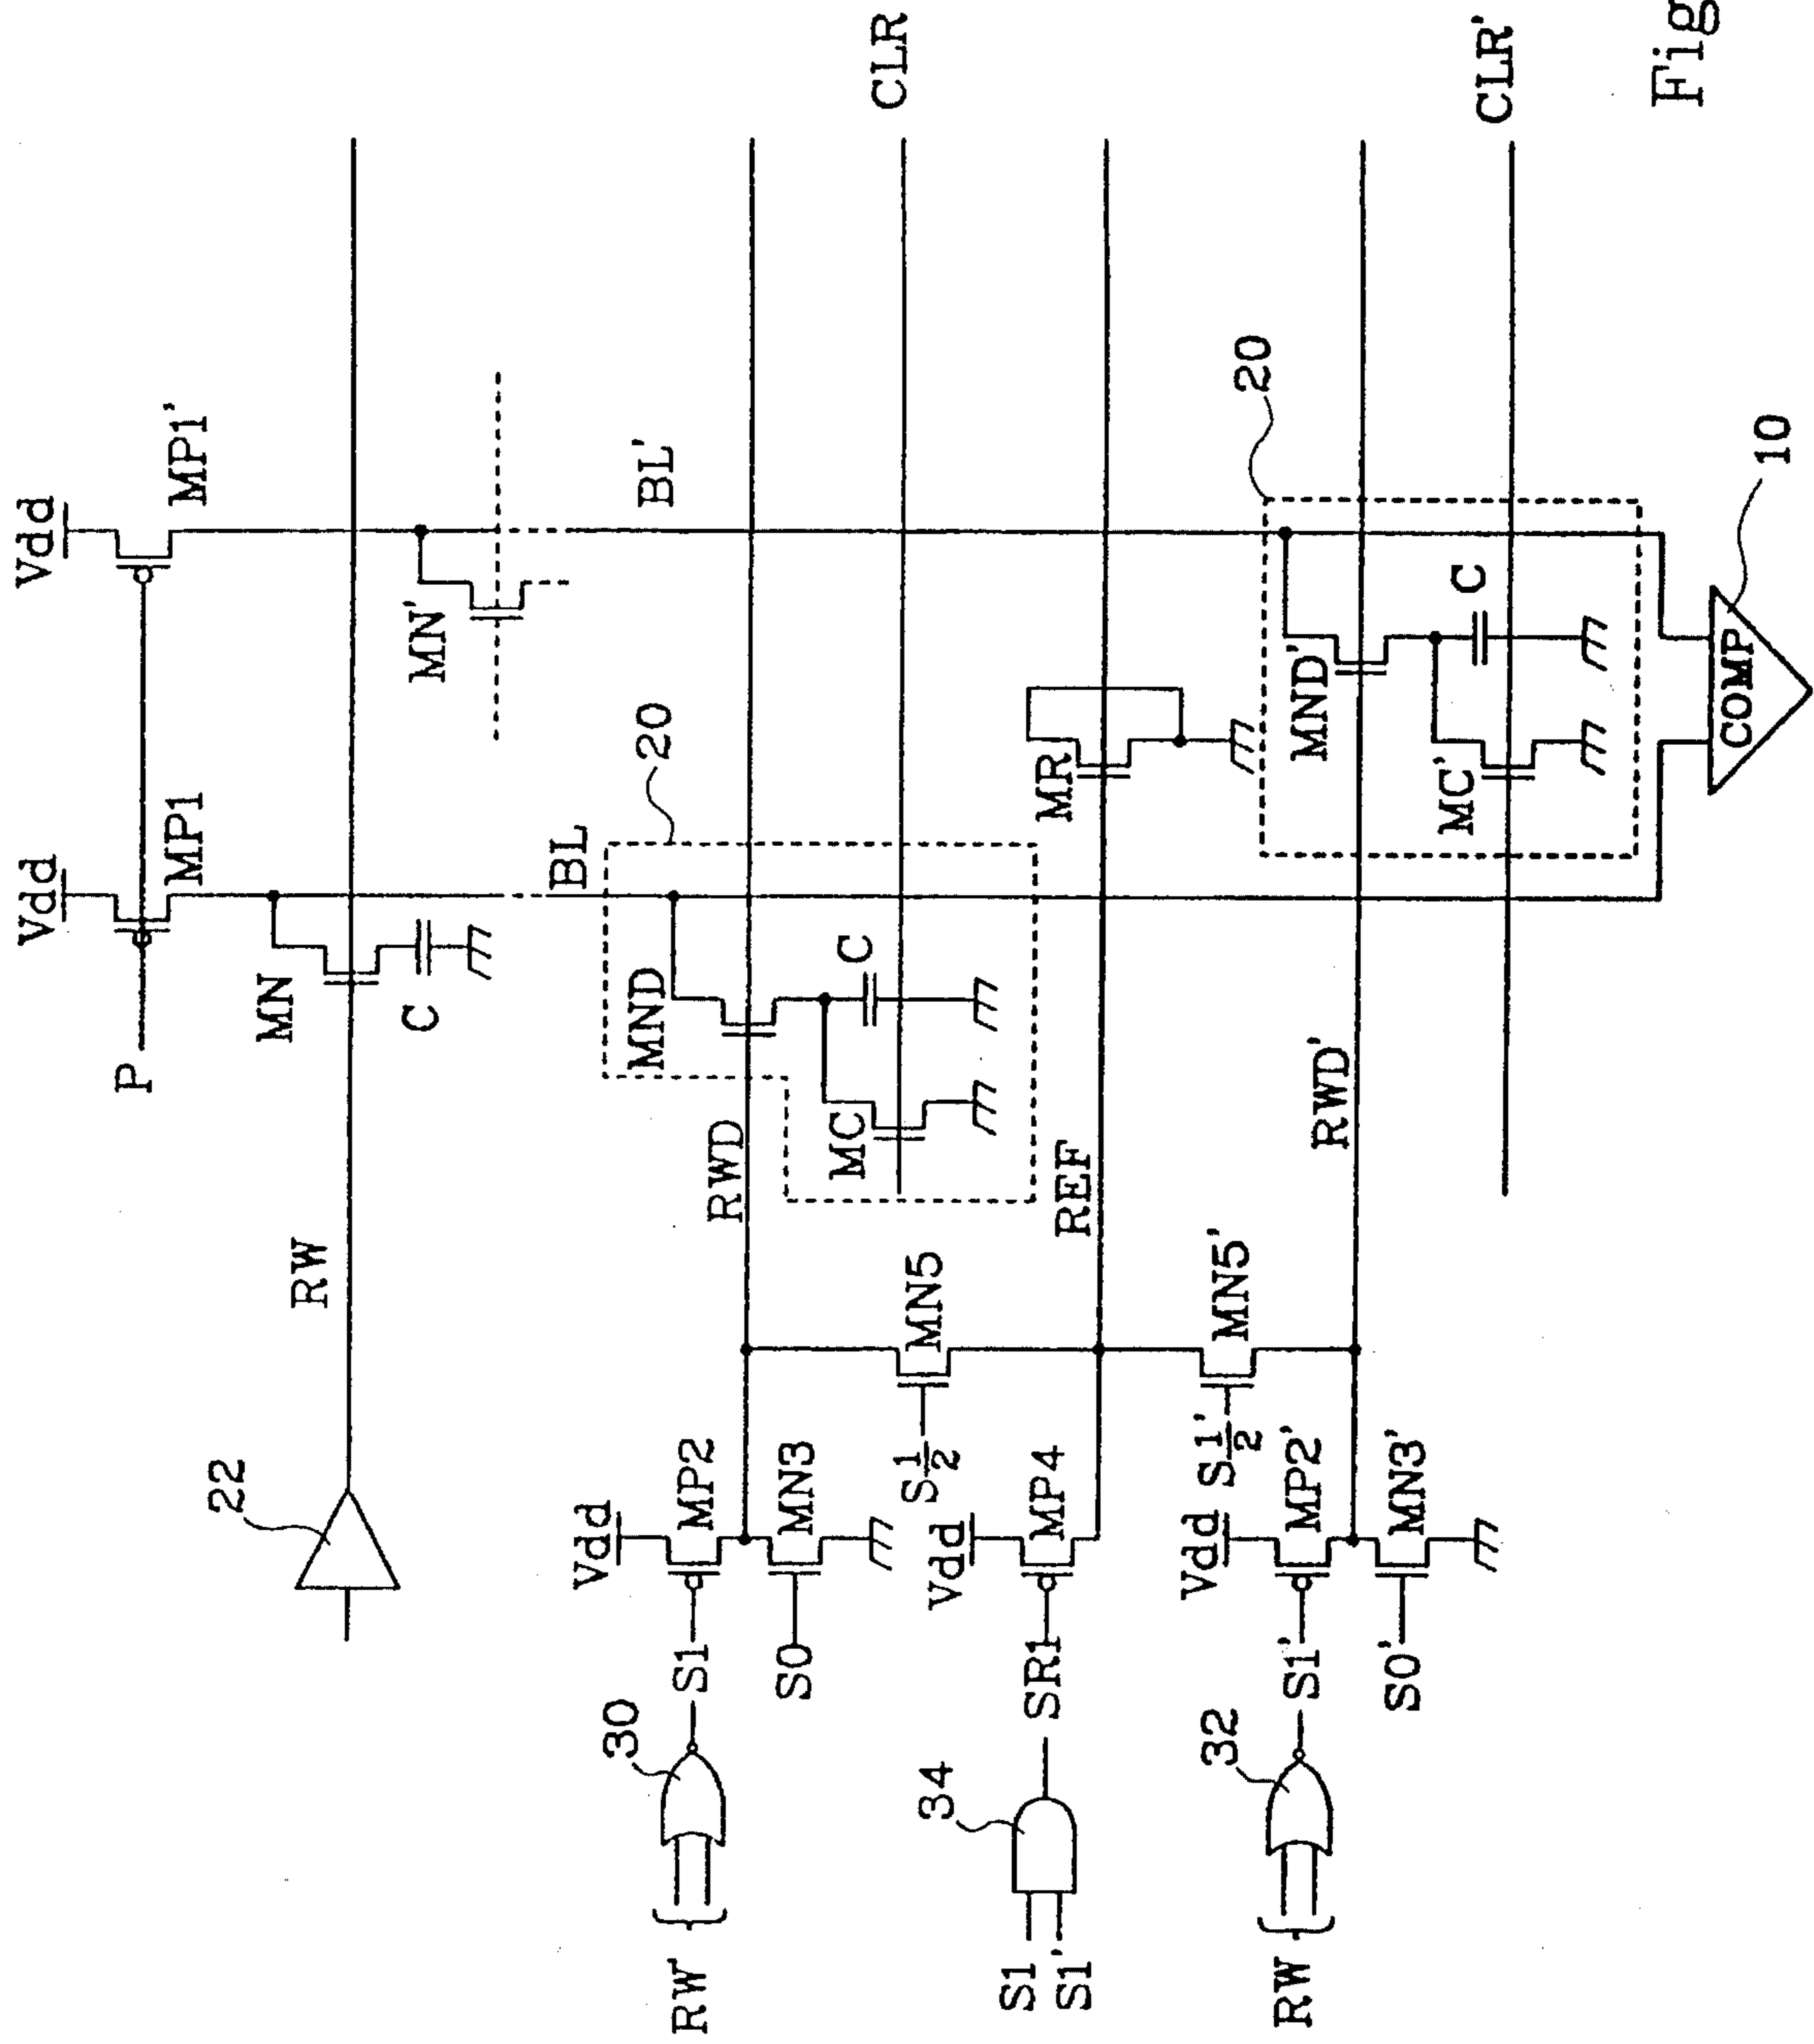 Vdd
Vdd
P
MP1
MP1'
MN
C
MN'
22
RW
BL
BL'
20
Vdd
MP2
MND
RWD
C
MC
CLR
30
RW'
S1
S0
MN3
S1/2
MN5
Vdd
MP4
REF
MR
34
S1
S1'
SR1
S1/2'
MN5'
20
Vdd
MP2'
RWD'
MND'
C
MC'
CLR'
32
RW
S1'
S0'
MN3'
COMP
10
Fig